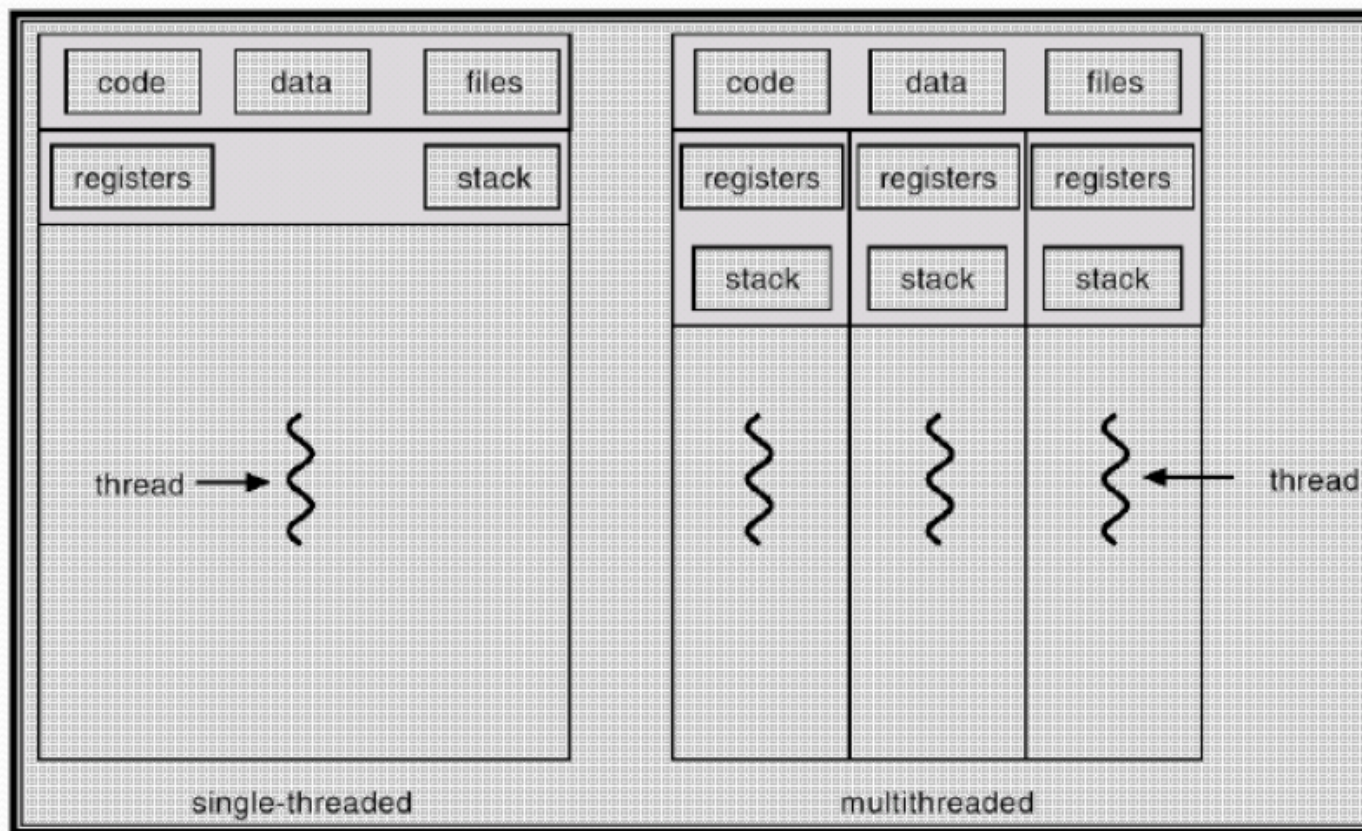 code data files code data files
registers stack registers registers registers
stack stack stack
thread thread
single-threaded multithreaded